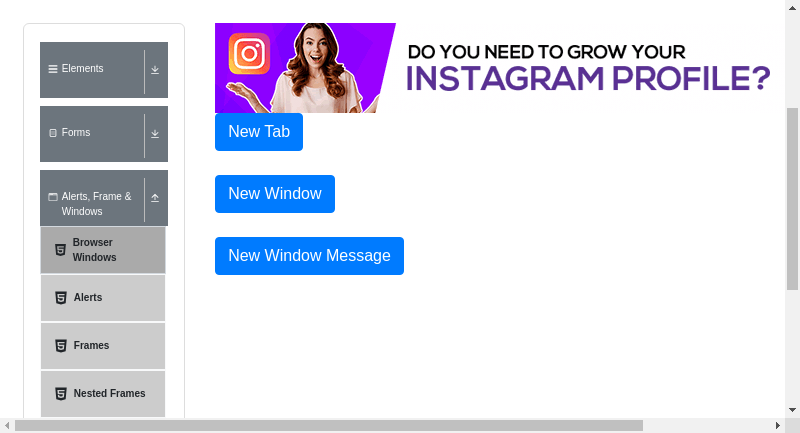 Elements
Forms
Alerts, Frame &
Windows
Browser
Windows
Alerts
Frames
Nested Frames
DO YOU NEED TO GROW YOUR
INSTAGRAM PROFILE?
New Tab
New Window
New Window Message